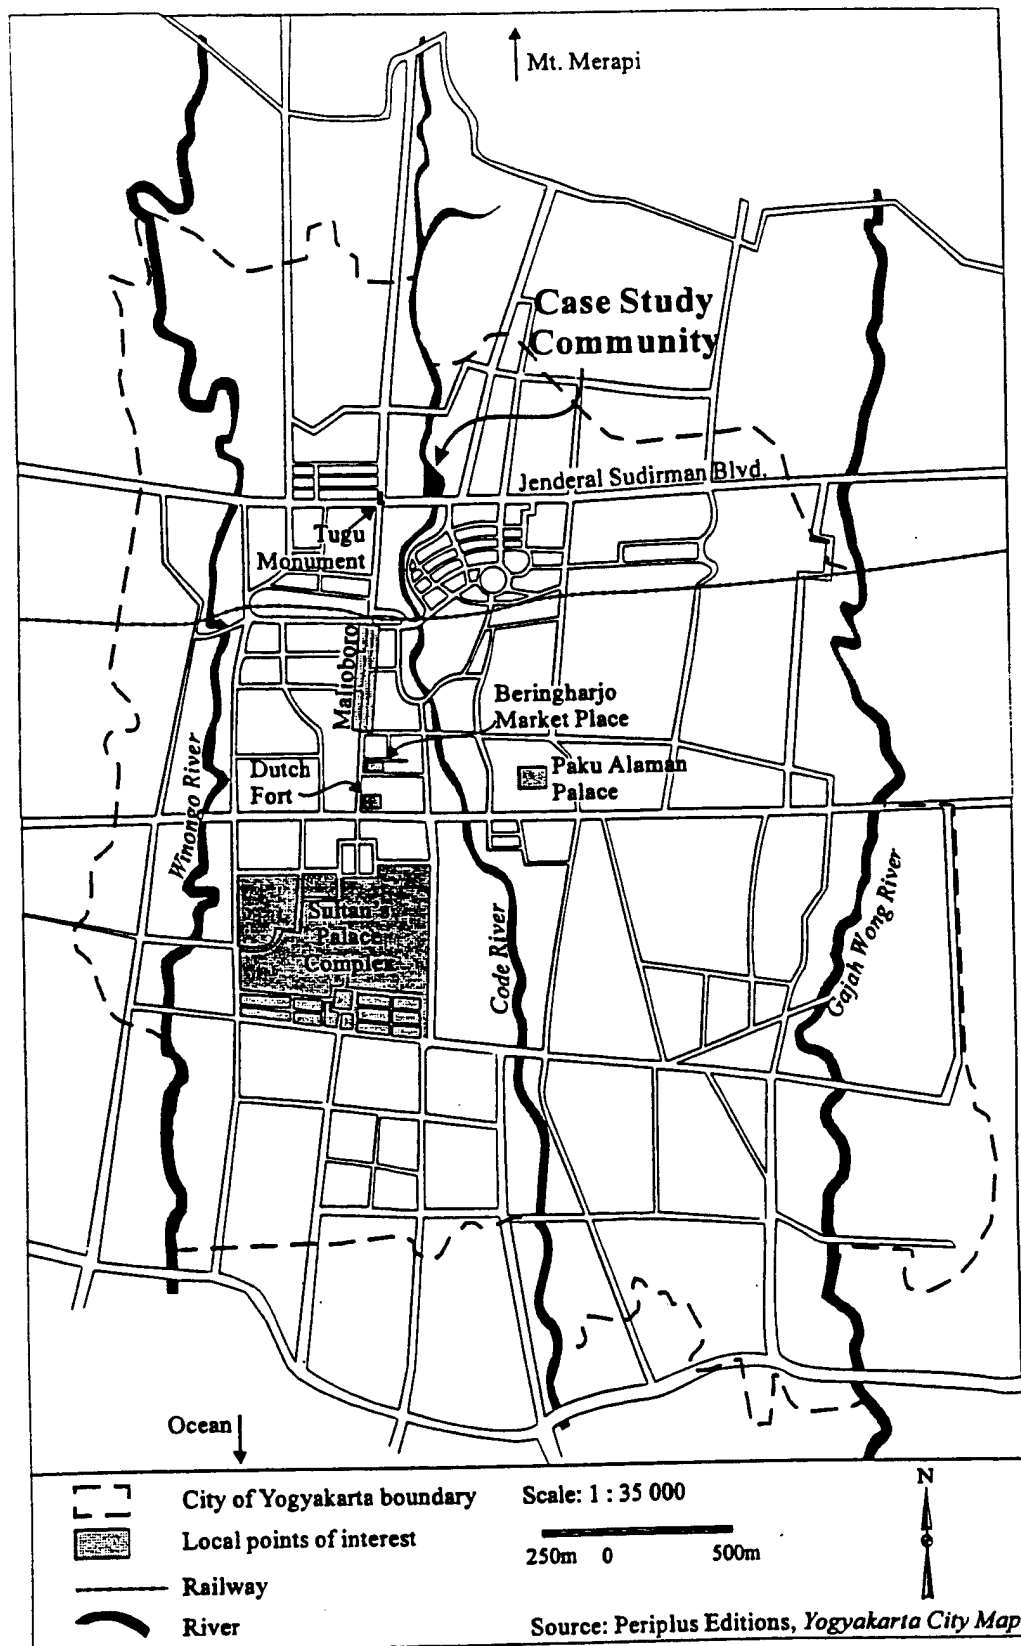 Mt. Merapi
Case Study
Community
Jenderal Sudirman Blvd.
Tugu
Monument
Malioboro
Beringharjo
Market Place
Dutch
Fort
Paku Alaman
Palace
Winongo River
Sultan's
Palace
Complex
Code River
Gajah Wong River
Ocean
City of Yogyakarta boundary
Local points of interest
Railway
River
Scale: 1 : 35 000
250m 0 500m
N
Source: Periplus Editions, Yogyakarta City Map